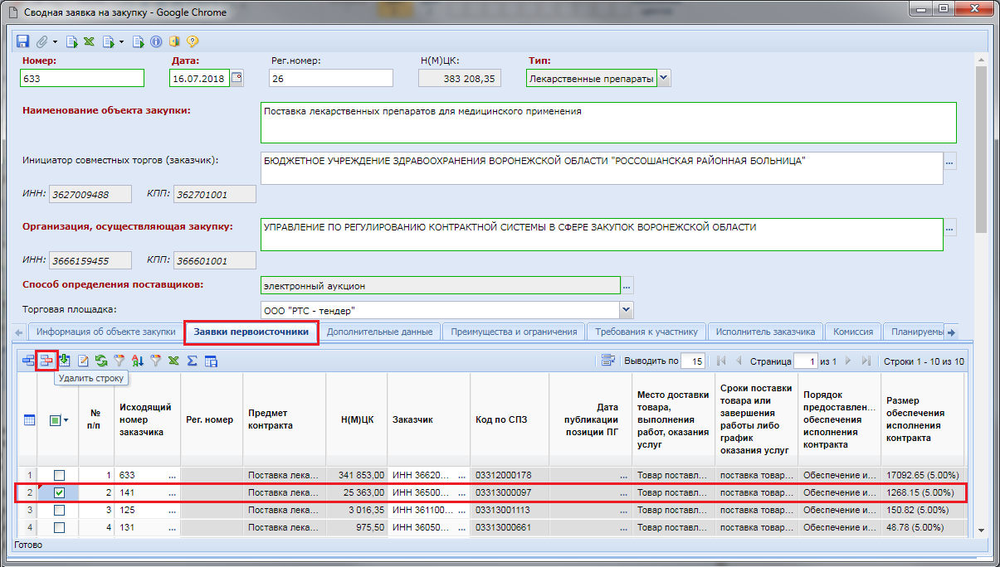 Сводная заявка на закупку - Google Chrome
Номер: Дата: Рег.номер: Н(М)ЦК: Тип:
633 16.07.2018 26 383 208,35 Лекарственные препараты
Наименование объекта закупки: Поставка лекарственных препаратов для медицинского применения
Инициатор совместных торгов (заказчик): БЮДЖЕТНОЕ УЧРЕЖДЕНИЕ ЗДРАВООХРАНЕНИЯ ВОРОНЕЖСКОЙ ОБЛАСТИ "РОССОШАНСКАЯ РАЙОННАЯ БОЛЬНИЦА" ...
ИНН: 3627009488 КПП: 362701001
Организация, осуществляющая закупку: УПРАВЛЕНИЕ ПО РЕГУЛИРОВАНИЮ КОНТРАКТНОЙ СИСТЕМЫ В СФЕРЕ ЗАКУПОК ВОРОНЕЖСКОЙ ОБЛАСТИ ...
ИНН: 3666159455 КПП: 366601001
Способ определения поставщиков: электронный аукцион ...
Торговая площадка: ООО "РТС - тендер"
Информация об объекте закупки Заявки первоисточники Дополнительные данные Преимущества и ограничения Требования к участнику Исполнитель заказчика Комиссия Планируемы
Выводить по 15 Страница 1 из 1 Строки 1 - 10 из 10
Удалить строку
№ п/п
Исходящий номер заказчика
Рег. номер
Предмет контракта
Н(М)ЦК
Заказчик
Код по СПЗ
Дата публикации позиции ПГ
Место доставки товара, выполнения работ, оказания услуг
Сроки поставки товара или завершения работы либо график оказания услуг
Порядок предоставлен... обеспечения исполнения контракта
Размер обеспечения исполнения контракта
1 1 633 ... Поставка лека... 341 853,00 ИНН 36620... ... 03312000178 ... Товар поставл... поставка товар... Обеспечение и... 17092.65 (5.00%)
2 2 141 ... Поставка лека... 25 363,00 ИНН 36500... ... 03313000097 ... Товар поставл... поставка товар... Обеспечение и... 1268.15 (5.00%)
3 3 125 ... Поставка лека... 3 016,35 ИНН 361100... ... 03313001113 ... Товар поставл... поставка товар... Обеспечение и... 150.82 (5.00%)
4 4 131 ... Поставка лека... 975,50 ИНН 36050... ... 03313000661 ... Товар поставл... поставка товар... Обеспечение и... 48.78 (5.00%)
Готово